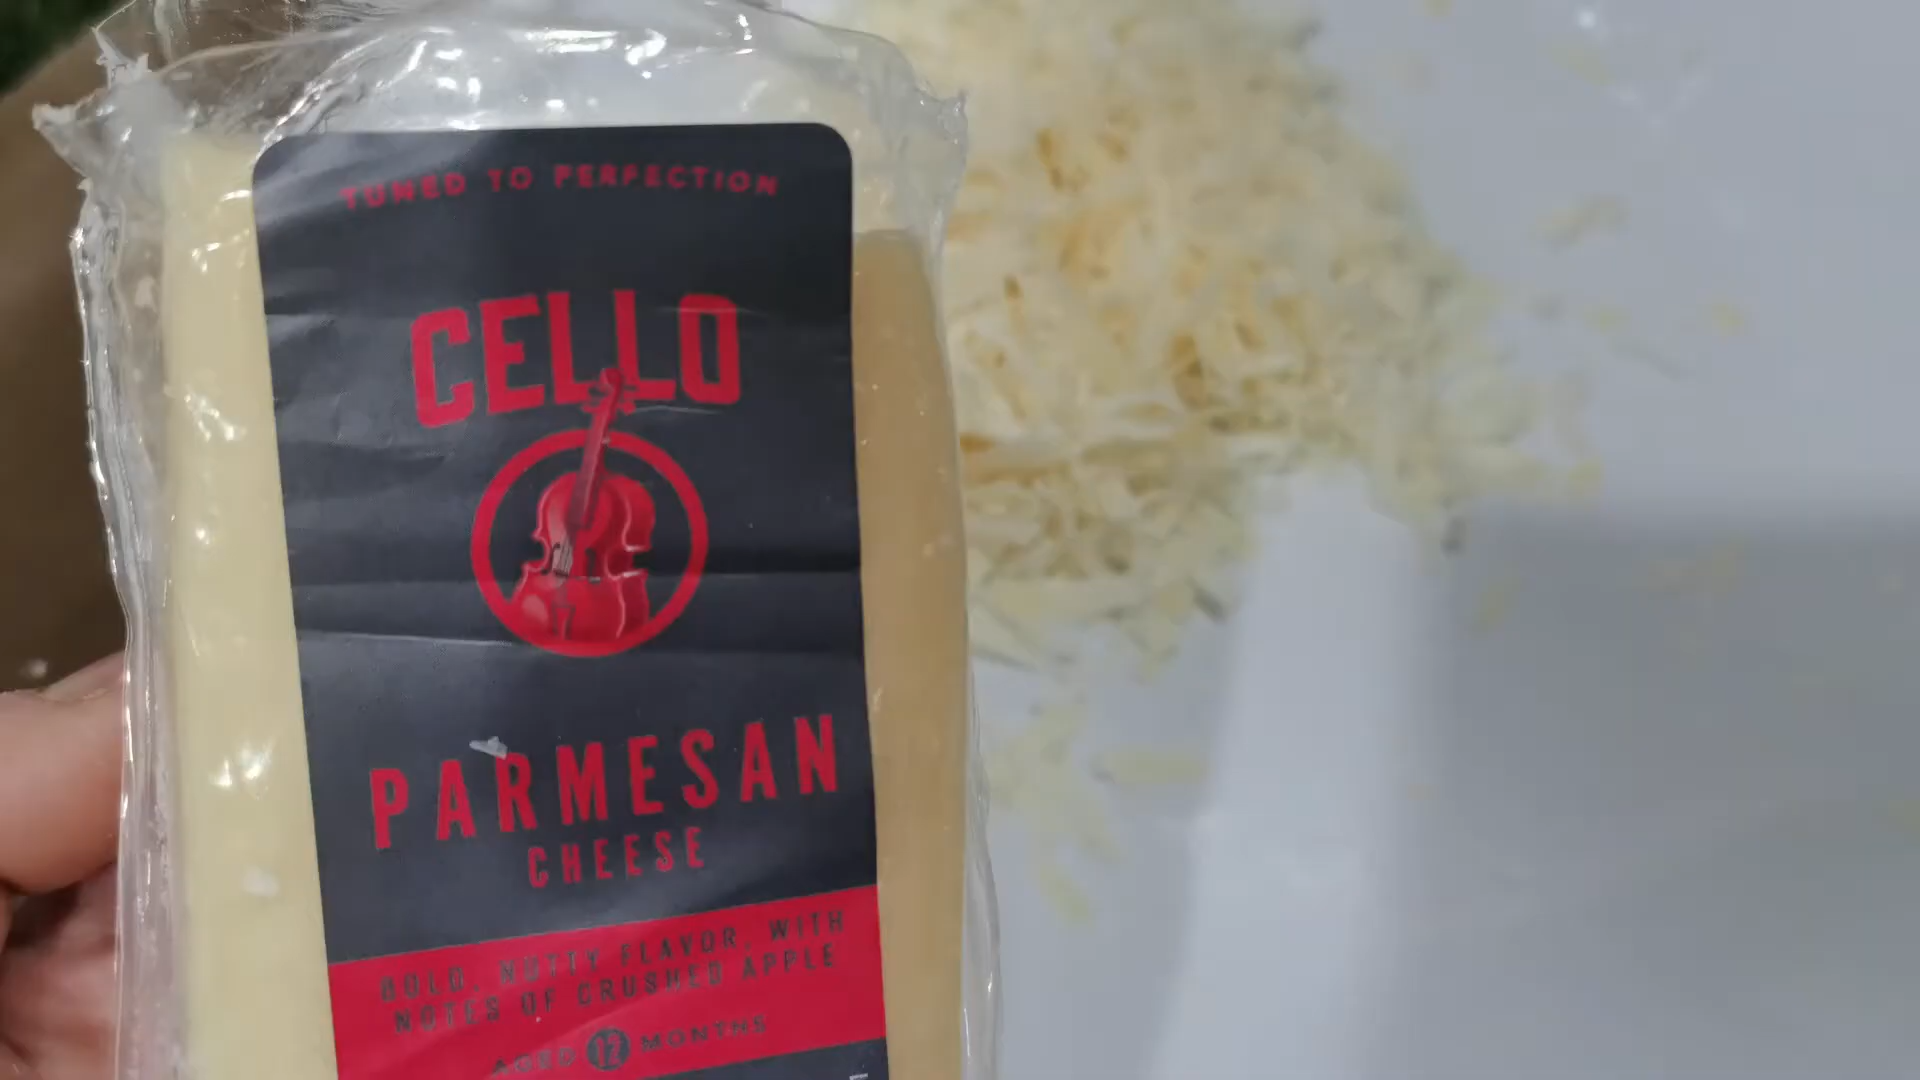 TUNED TO PERFECTION
CELLO
PARMESAN
CHEESE
BOLD, NUTTY FLAVOR, WITH
NOTES OF CRUSHED APPLE
AGED 12 MONTHS